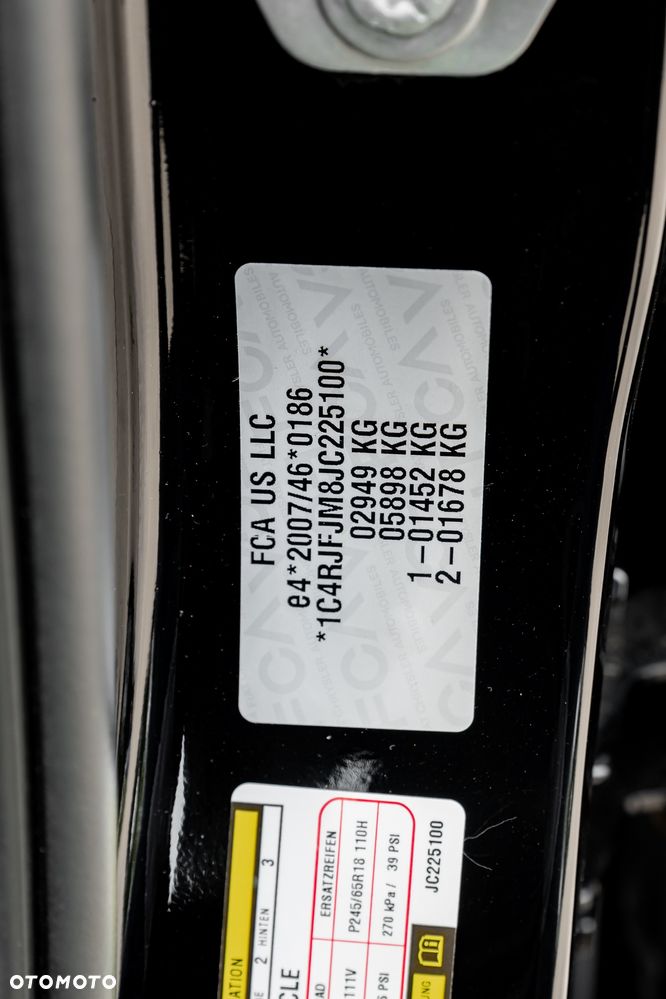 FCA US LLC
e4*2007/46*0186
*1C4RJFJM8JC225100*
02949 KG
05898 KG
1-01452 KG
2-01678 KG
2 HINTEN 3
ERSATZREIFEN
P245/65R18 110H
270 kPa / 39 PSI
JC225100
OTOMOTO